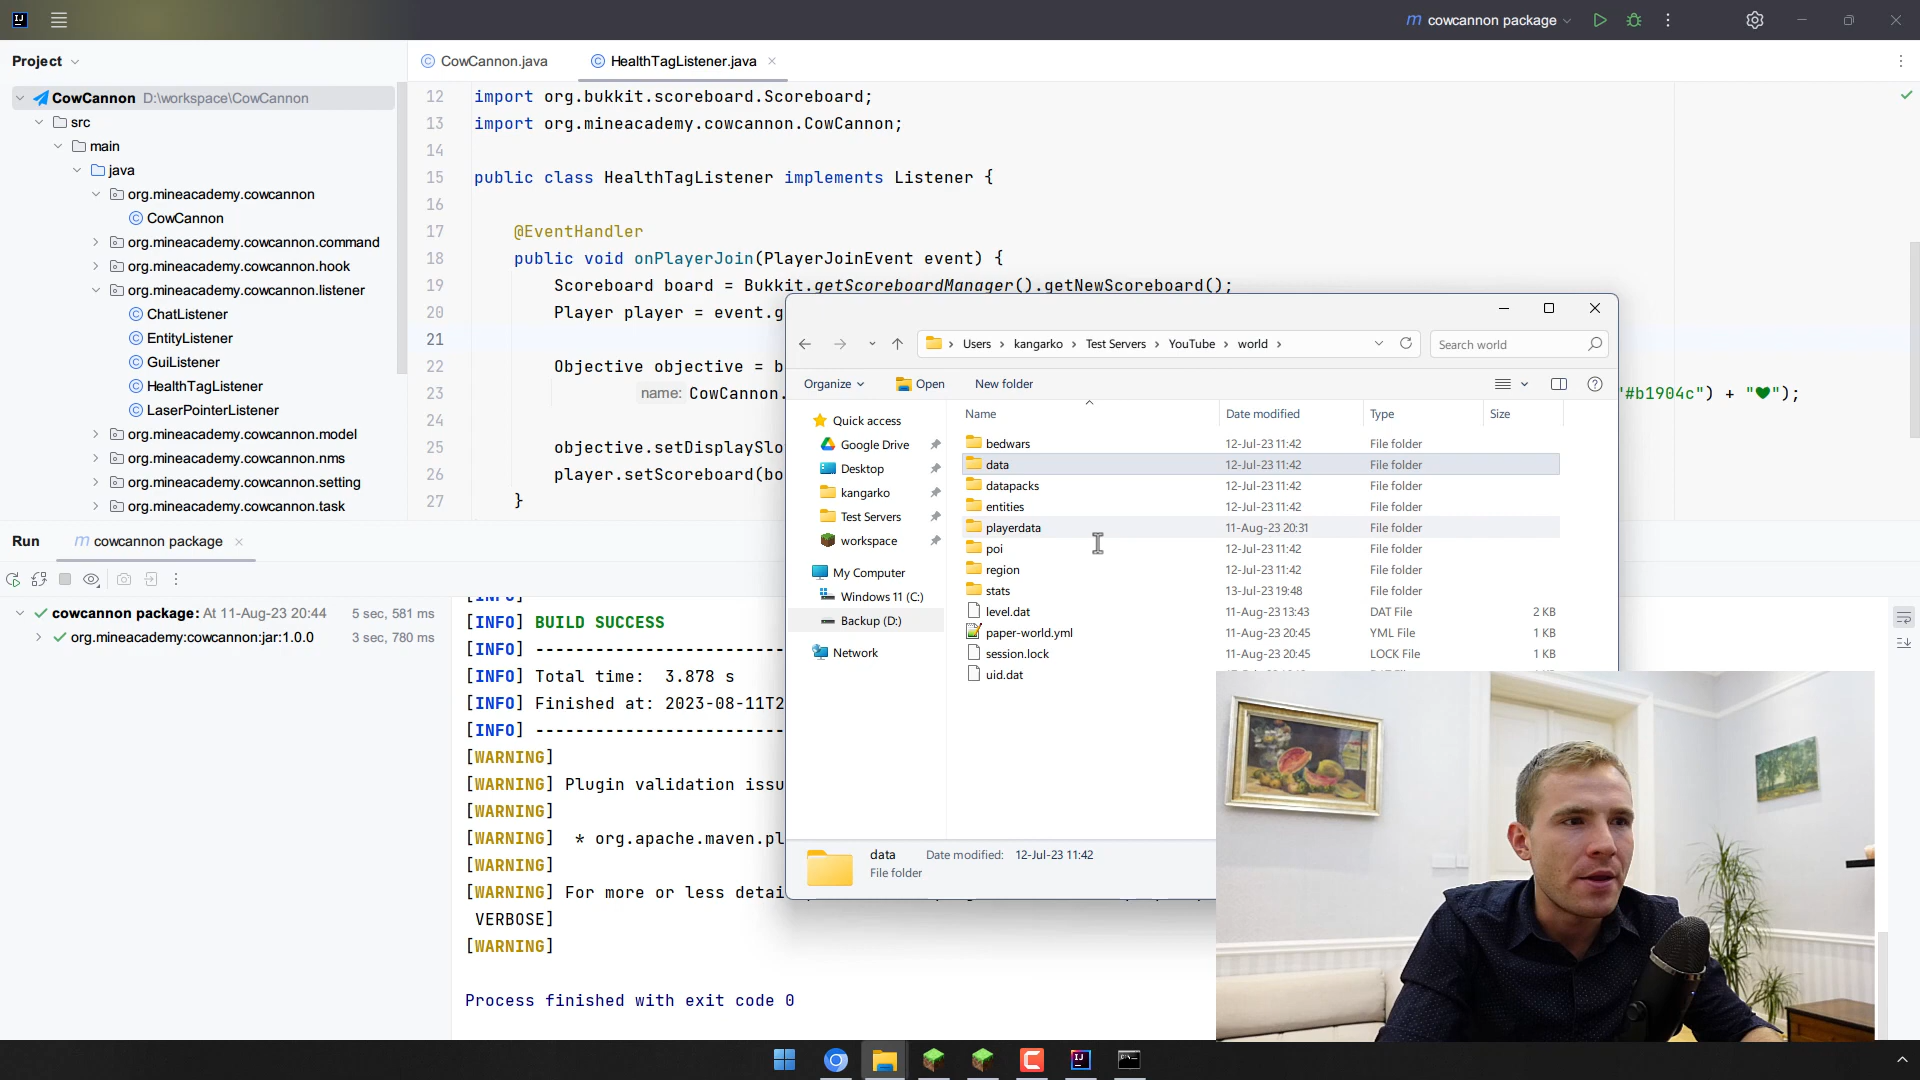 IJ
m cowcannon package
Project
CowCannon D:\workspace\CowCannon
src
main
java
org.mineacademy.cowcannon
CowCannon
org.mineacademy.cowcannon.command
org.mineacademy.cowcannon.hook
org.mineacademy.cowcannon.listener
ChatListener
EntityListener
GuiListener
HealthTagListener
LaserPointerListener
org.mineacademy.cowcannon.model
org.mineacademy.cowcannon.nms
org.mineacademy.cowcannon.setting
org.mineacademy.cowcannon.task
CowCannon.java
HealthTagListener.java
12 import org.bukkit.scoreboard.Scoreboard;
13 import org.mineacademy.cowcannon.CowCannon;
14
15 public class HealthTagListener implements Listener {
16
17 @EventHandler
18 public void onPlayerJoin(PlayerJoinEvent event) {
19 Scoreboard board = Bukkit.getScoreboardManager().getNewScoreboard();
20 Player player = event.g
21
22 Objective objective = b
23 name: CowCannon. "#b1904c") + "♥");
24
25 objective.setDisplaySlo
26 player.setScoreboard(bo
27 }
Users > kangarko > Test Servers > YouTube > world >
Search world
Organize
Open
New folder
Quick access
Google Drive
Desktop
kangarko
Test Servers
workspace
My Computer
Windows 11 (C:)
Backup (D:)
Network
Name Date modified Type Size
bedwars 12-Jul-23 11:42 File folder
data 12-Jul-23 11:42 File folder
datapacks 12-Jul-23 11:42 File folder
entities 12-Jul-23 11:42 File folder
playerdata 11-Aug-23 20:31 File folder
poi 12-Jul-23 11:42 File folder
region 12-Jul-23 11:42 File folder
stats 13-Jul-23 19:48 File folder
level.dat 11-Aug-23 13:43 DAT File 2 KB
paper-world.yml 11-Aug-23 20:45 YML File 1 KB
session.lock 11-Aug-23 20:45 LOCK File 1 KB
uid.dat
data Date modified: 12-Jul-23 11:42
File folder
Run
m cowcannon package
cowcannon package: At 11-Aug-23 20:44 5 sec, 581 ms
org.mineacademy:cowcannon:jar:1.0.0 3 sec, 780 ms
[INFO] BUILD SUCCESS
[INFO] -------------------------
[INFO] Total time: 3.878 s
[INFO] Finished at: 2023-08-11T2
[INFO] -------------------------
[WARNING]
[WARNING] Plugin validation issu
[WARNING]
[WARNING] * org.apache.maven.pl
[WARNING]
[WARNING] For more or less detai
VERBOSE]
[WARNING]
Process finished with exit code 0
IJ